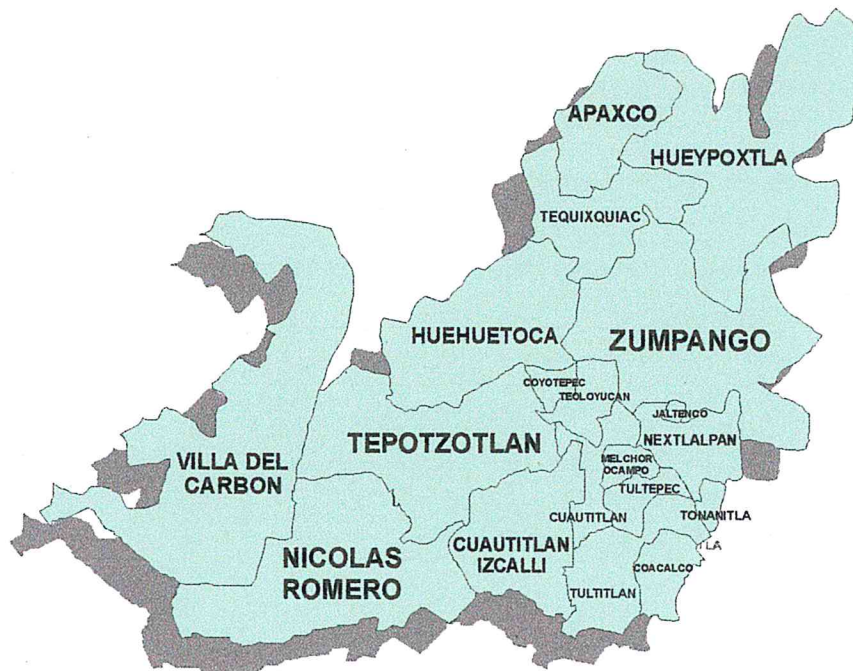 APAXCO
HUEYPOXTLA
TEQUIXQUIAC
HUEHUETOCA
ZUMPANGO
COYOTEPEC
TEOLOYUCAN
JALTENCO
TEPOTZOTLAN
NEXTLALPAN
VILLA DEL
CARBON
MELCHOR
OCAMPO
TULTEPEC
CUAUTITLAN
TONANITLA
TLA
NICOLAS
ROMERO
CUAUTITLAN
IZCALLI
COACALCO
TULTITLAN